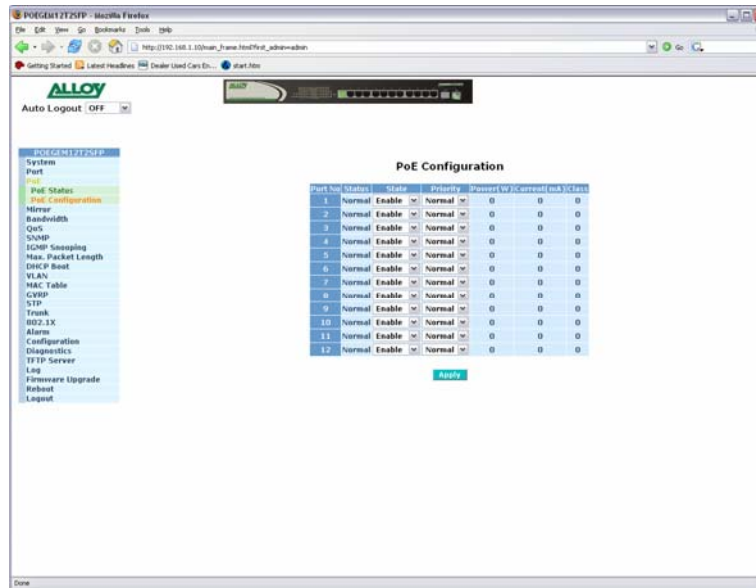 POEGEM12T2SFP - Mozilla Firefox
File Edit View Go Bookmarks Tools Help
http://192.168.1.10/main_frame.html?first_admin=admin
Go
Getting Started Latest Headlines Dealer Used Cars En... start.htm
ALLOY
ALLOY
Auto Logout OFF
POEGEM12T2SFP
System
Port
PoE
PoE Status
PoE Configuration
Mirror
Bandwidth
QoS
SNMP
IGMP Snooping
Max. Packet Length
DHCP Boot
VLAN
MAC Table
GVRP
STP
Trunk
802.1X
Alarm
Configuration
Diagnostics
TFTP Server
Log
Firmware Upgrade
Reboot
Logout
PoE Configuration
Port No Status State Priority Power(W) Current(mA) Class
1 Normal Enable Normal 0 0 0
2 Normal Enable Normal 0 0 0
3 Normal Enable Normal 0 0 0
4 Normal Enable Normal 0 0 0
5 Normal Enable Normal 0 0 0
6 Normal Enable Normal 0 0 0
7 Normal Enable Normal 0 0 0
8 Normal Enable Normal 0 0 0
9 Normal Enable Normal 0 0 0
10 Normal Enable Normal 0 0 0
11 Normal Enable Normal 0 0 0
12 Normal Enable Normal 0 0 0
Apply
Done